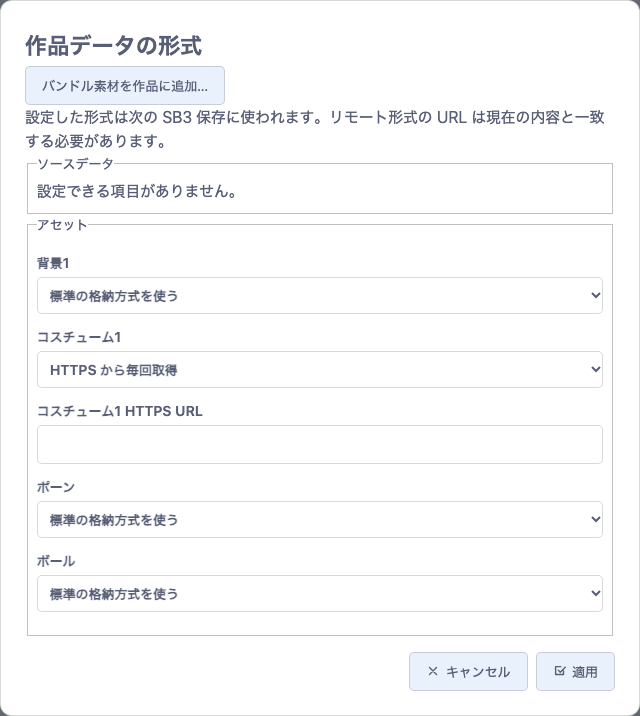 作品データの形式
バンドル素材を作品に追加...
設定した形式は次の SB3 保存に使われます。リモート形式の URL は現在の内容と一致
する必要があります。
ソースデータ
設定できる項目がありません。
アセット
背景1
標準の格納方式を使う
コスチューム1
HTTPS から毎回取得
コスチューム1 HTTPS URL
ポーン
標準の格納方式を使う
ボール
標準の格納方式を使う
キャンセル
適用